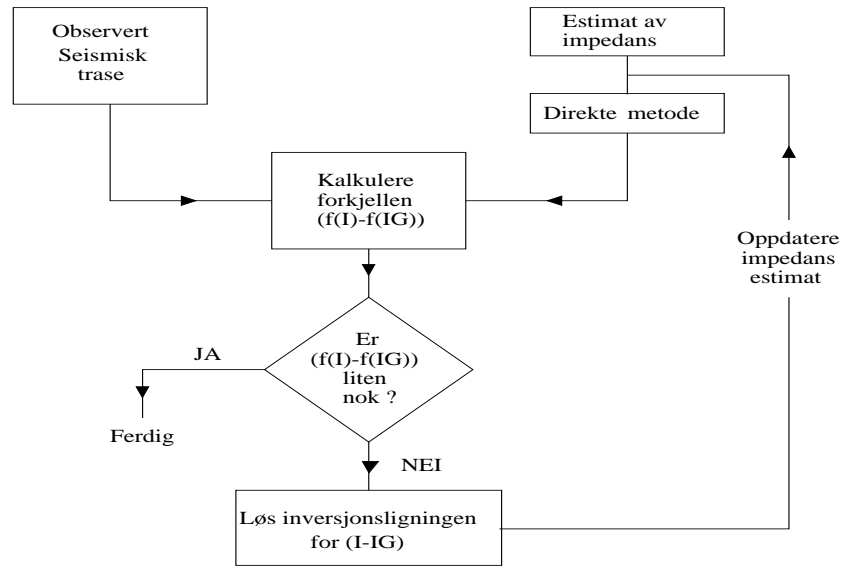 Observert
Seismisk
trase
Estimat av
impedans
Direkte metode
Kalkulere
forkjellen
(f(I)-f(IG))
Oppdatere
impedans
estimat
Er
(f(I)-f(IG))
liten
nok ?
JA
Ferdig
NEI
Løs inversjonsligningen
for (I-IG)